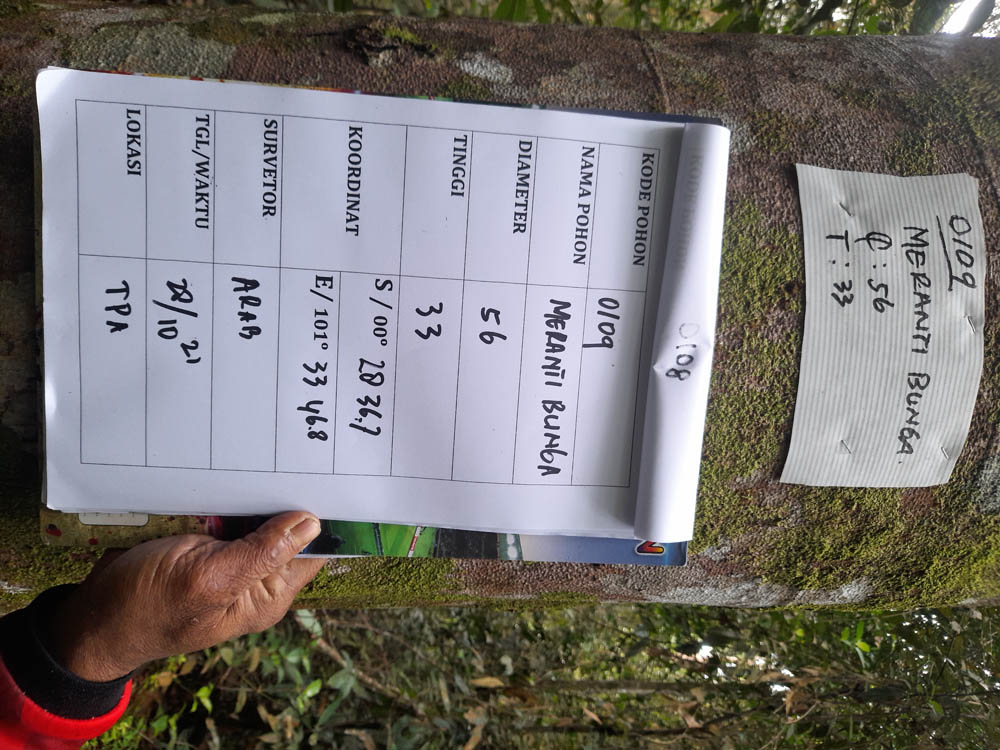 0109
MERANTI BUNGA.
₵ : 56
T : 33
KODE POHON
0108
KODE POHON 0109
NAMA POHON MERANTI BUNGA
DIAMETER 56
TINGGI 33
KOORDINAT S / 00° 28 36.7
E/ 101° 33 46.8
SURVETOR ARAB
TGL/WAKTU 28/10 21
LOKASI TPA